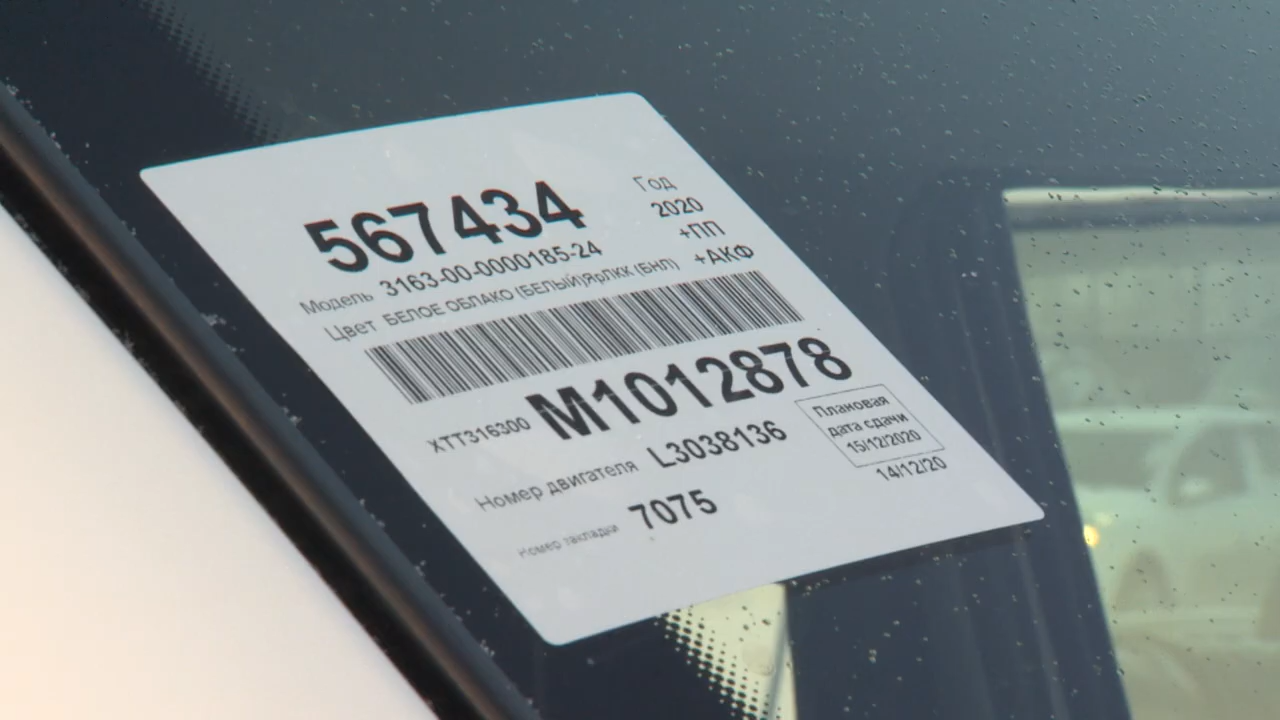 567434
Год
2020
+ПП
+АКФ
Модель 3163-00-0000185-24
Цвет БЕЛОЕ ОБЛАКО (БЕЛЫЙ)ЯрЛКК (БНЛ)
XTT316300 M1012878
Номер двигателя L3038136
Номер закладки 7075
Плановая
дата сдачи
15/12/2020
14/12/20